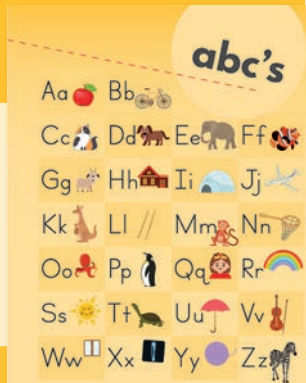 abc's
Aa Bb
Cc Dd Ee Ff
Gg Hh Ii Jj
Kk Ll Mm Nn
Oo Pp Qq Rr
Ss Tt Uu Vv
Ww Xx Yy Zz